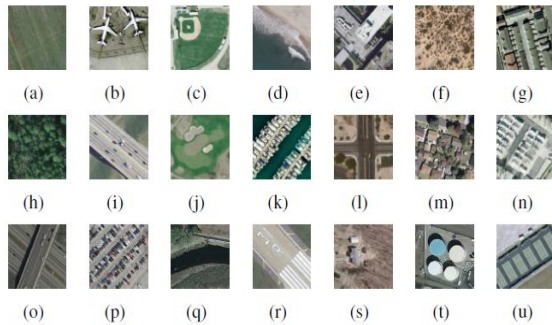 (a) (b) (c) (d) (e) (f) (g)
(h) (i) (j) (k) (l) (m) (n)
(o) (p) (q) (r) (s) (t) (u)